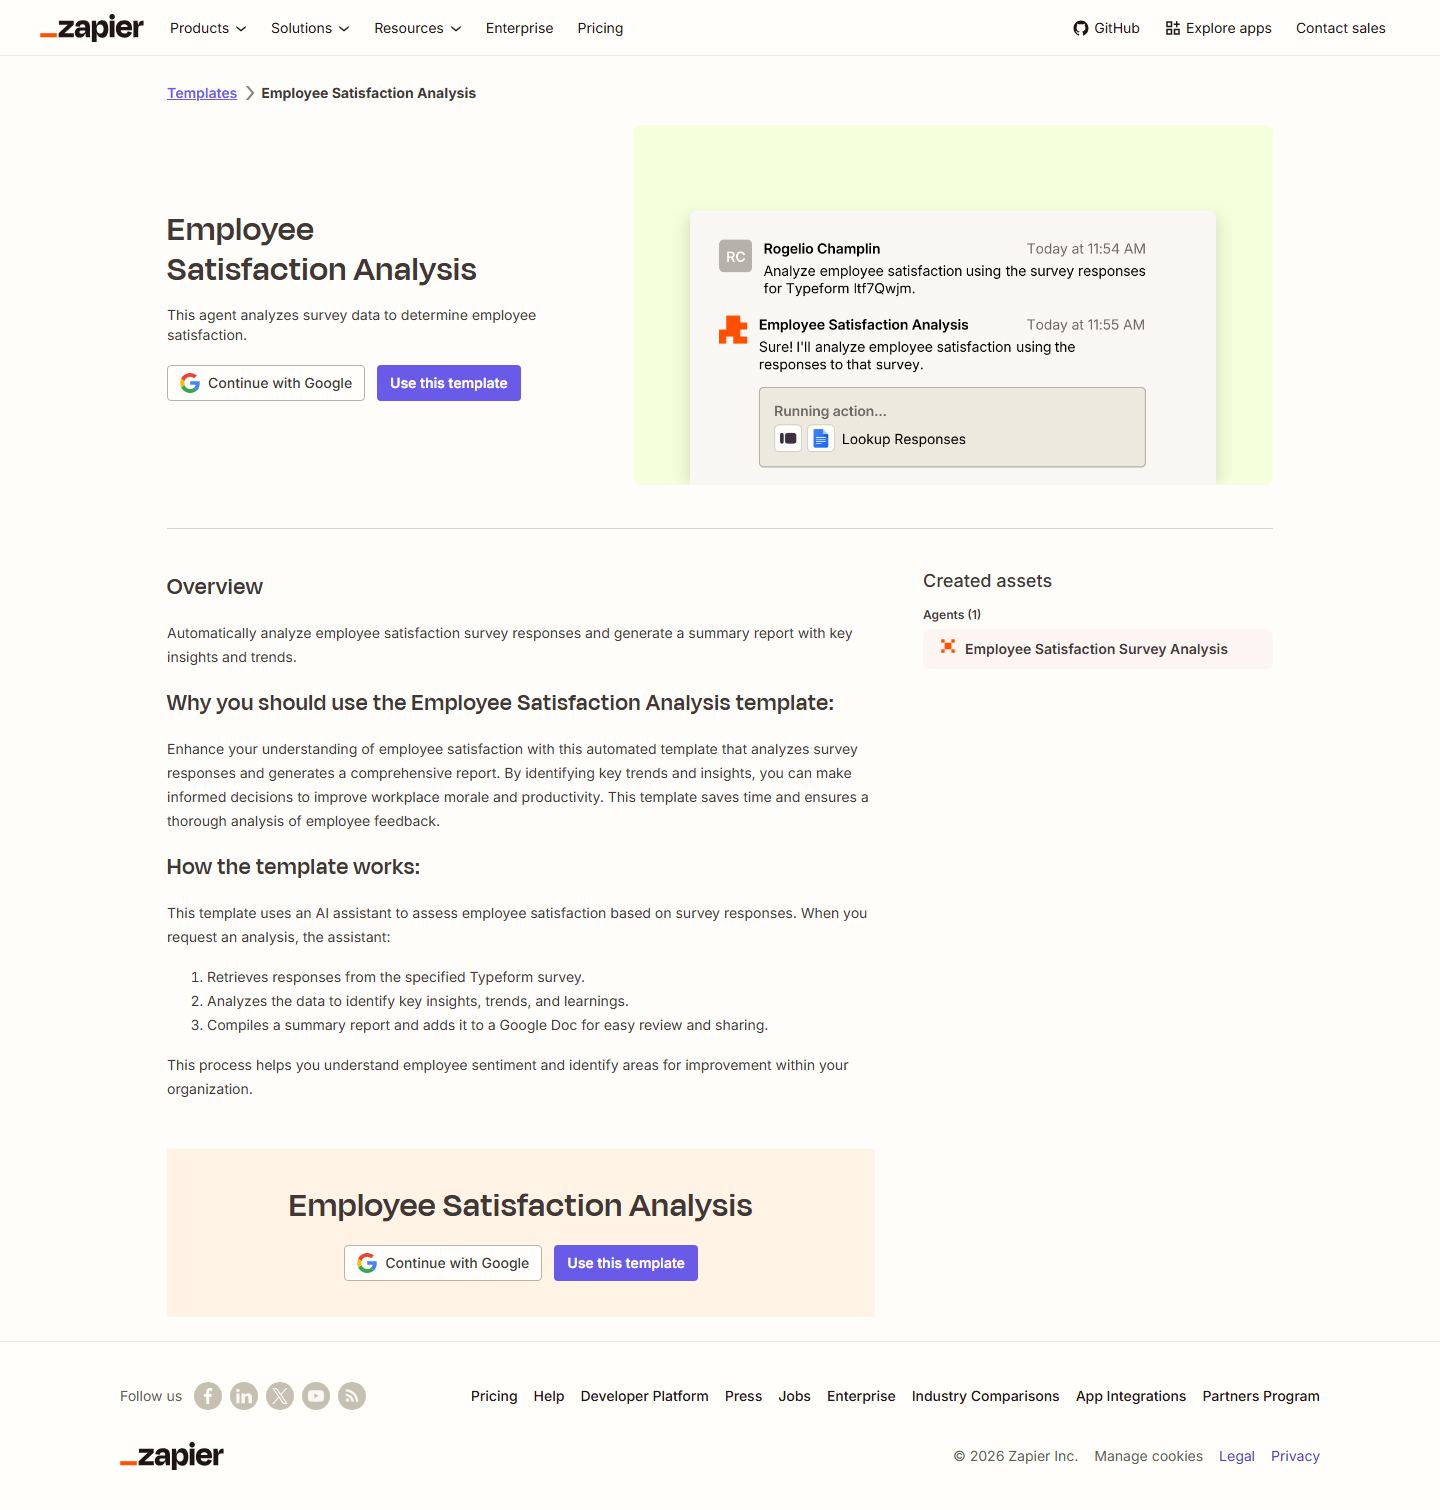 zapier
Products
Solutions
Resources
Enterprise
Pricing
GitHub
Explore apps
Contact sales
Templates
Employee Satisfaction Analysis
Employee
Satisfaction Analysis
This agent analyzes survey data to determine employee
satisfaction.
Continue with Google
Use this template
RC
Rogelio Champlin
Today at 11:54 AM
Analyze employee satisfaction using the survey responses
for Typeform Itf7Qwjm.
Employee Satisfaction Analysis
Today at 11:55 AM
Sure! I'll analyze employee satisfaction using the
responses to that survey.
Running action...
Lookup Responses
Overview
Automatically analyze employee satisfaction survey responses and generate a summary report with key
insights and trends.
Why you should use the Employee Satisfaction Analysis template:
Enhance your understanding of employee satisfaction with this automated template that analyzes survey
responses and generates a comprehensive report. By identifying key trends and insights, you can make
informed decisions to improve workplace morale and productivity. This template saves time and ensures a
thorough analysis of employee feedback.
How the template works:
This template uses an AI assistant to assess employee satisfaction based on survey responses. When you
request an analysis, the assistant:
1. Retrieves responses from the specified Typeform survey.
2. Analyzes the data to identify key insights, trends, and learnings.
3. Compiles a summary report and adds it to a Google Doc for easy review and sharing.
This process helps you understand employee sentiment and identify areas for improvement within your
organization.
Created assets
Agents (1)
Employee Satisfaction Survey Analysis
Employee Satisfaction Analysis
Continue with Google
Use this template
Follow us
Pricing
Help
Developer Platform
Press
Jobs
Enterprise
Industry Comparisons
App Integrations
Partners Program
zapier
© 2026 Zapier Inc.
Manage cookies
Legal
Privacy